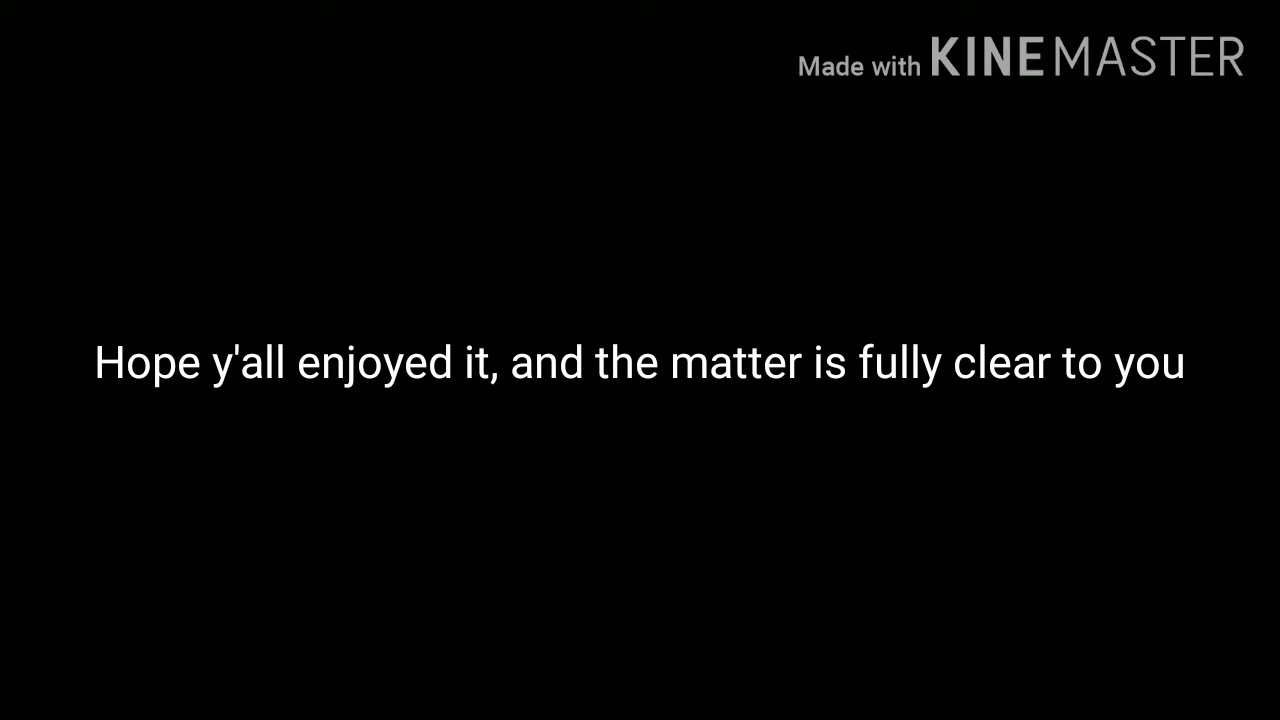 Made with KINEMASTER
Hope y'all enjoyed it, and the matter is fully clear to you